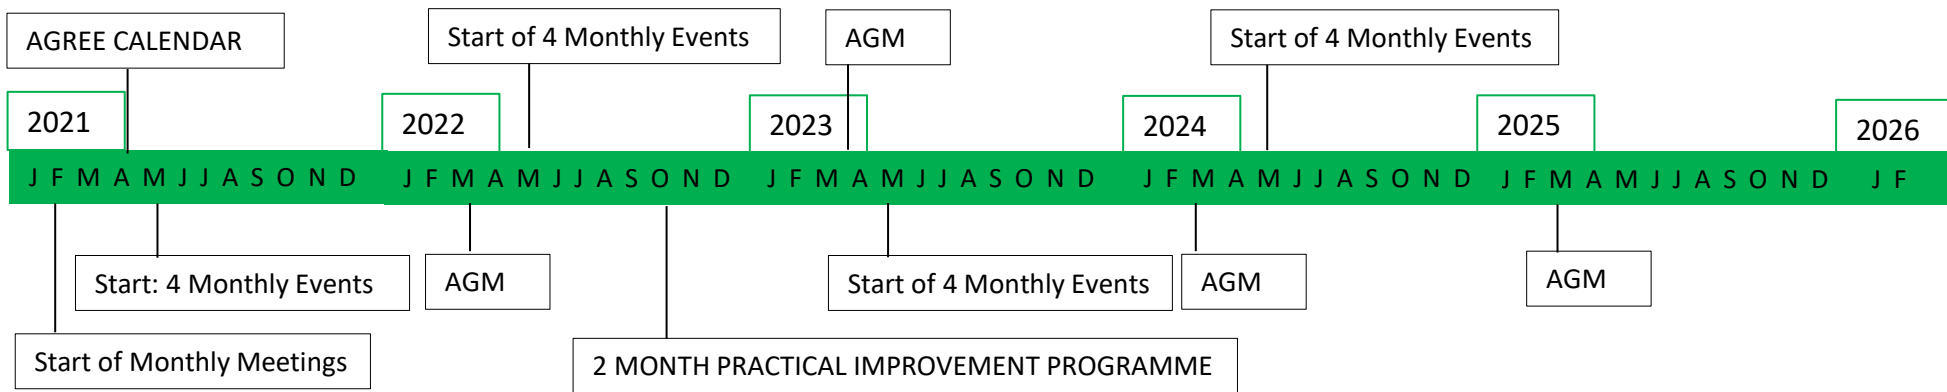 AGREE CALENDAR
Start of 4 Monthly Events
AGM
Start of 4 Monthly Events
2021
2022
2023
2024
2025
2026
J F M A M J J A S O N D
J F M A M J J A S O N D
J F M A M J J A S O N D
J F M A M J J A S O N D
J F M A M J J A S O N D
J F
Start: 4 Monthly Events
AGM
Start of 4 Monthly Events
AGM
AGM
Start of Monthly Meetings
2 MONTH PRACTICAL IMPROVEMENT PROGRAMME